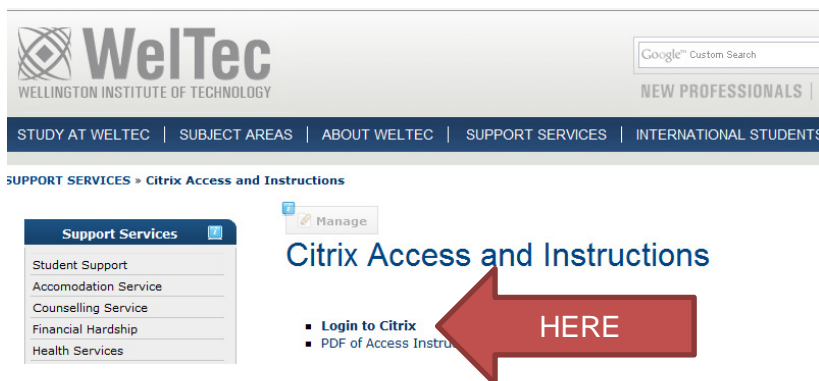 WelTec
WELLINGTON INSTITUTE OF TECHNOLOGY
Google™ Custom Search
NEW PROFESSIONALS |
STUDY AT WELTEC | SUBJECT AREAS | ABOUT WELTEC | SUPPORT SERVICES | INTERNATIONAL STUDENTS
SUPPORT SERVICES » Citrix Access and Instructions
Manage
Support Services
Citrix Access and Instructions
Student Support
Accomodation Service
Counselling Service
Financial Hardship
Health Services
Login to Citrix
PDF of Access Instru
HERE